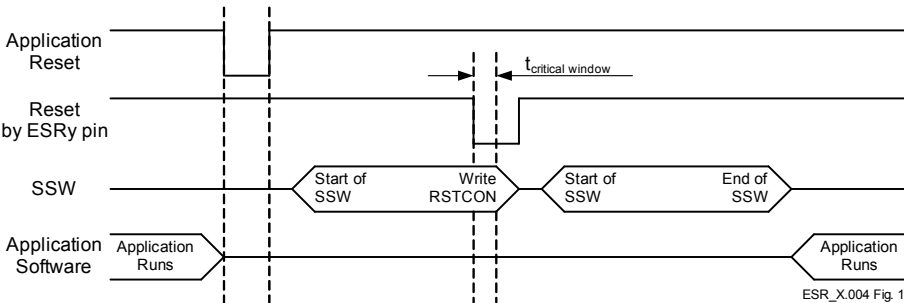 Application
Reset
t critical window
Reset
by ESRy pin
SSW
Start of
SSW
Write
RSTCON
Start of
SSW
End of
SSW
Application
Software
Application
Runs
Application
Runs
ESR_X.004 Fig. 1